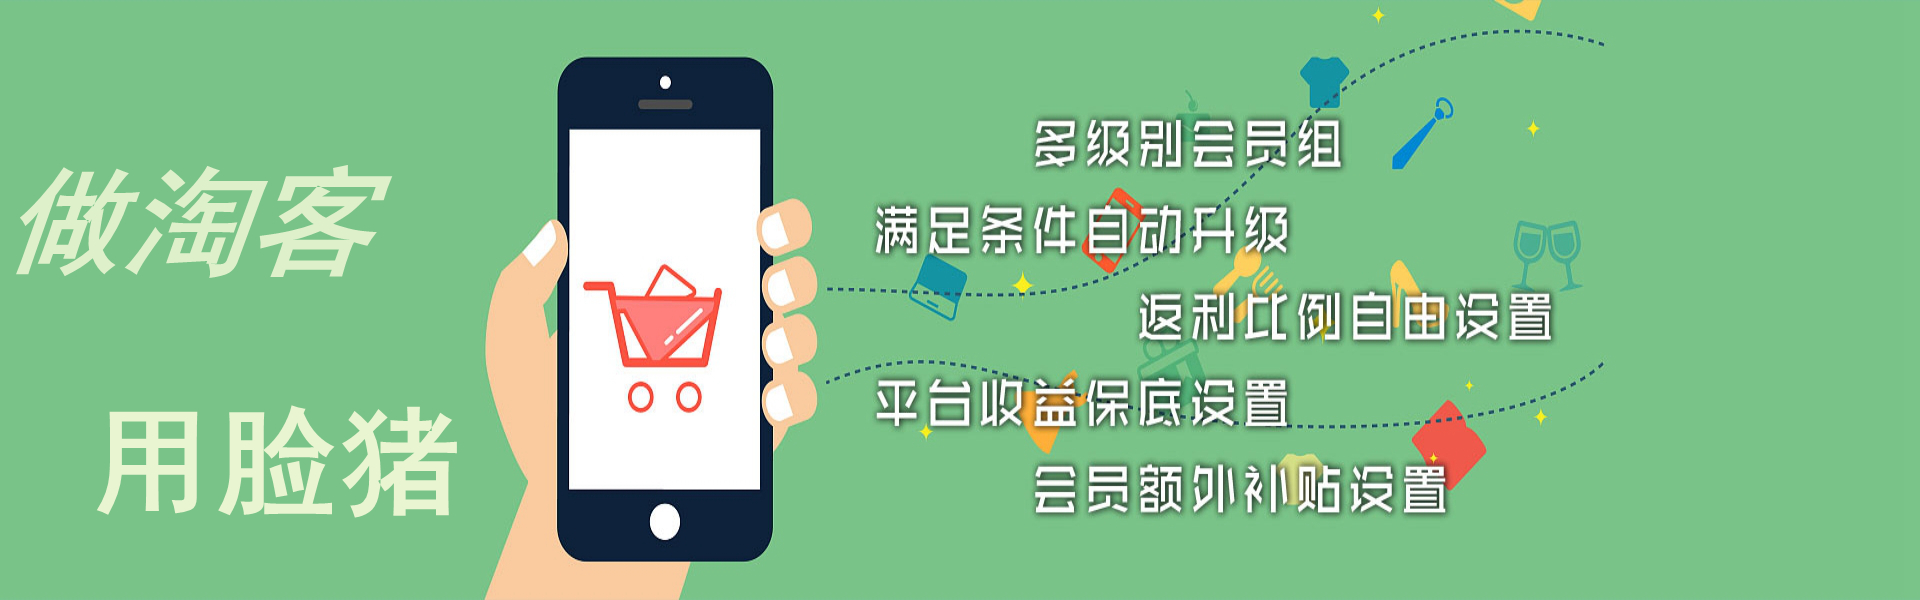 做淘客
用脸猪
多级别会员组
满足条件自动升级
返利比例自由设置
平台收益保底设置
会员额外补贴设置